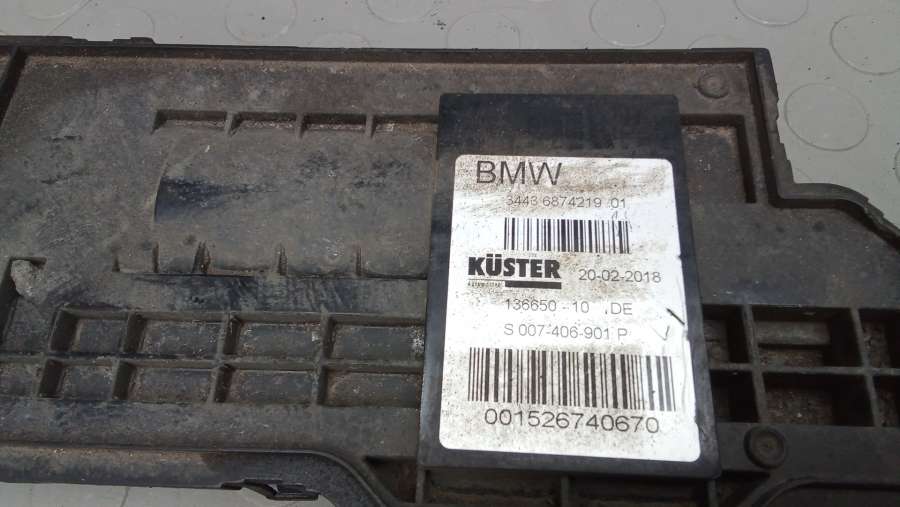 BMW
3443 6874219 01
KÜSTER 20-02-2018
136650-10 .DE
S 007-406-901 P
001526740670